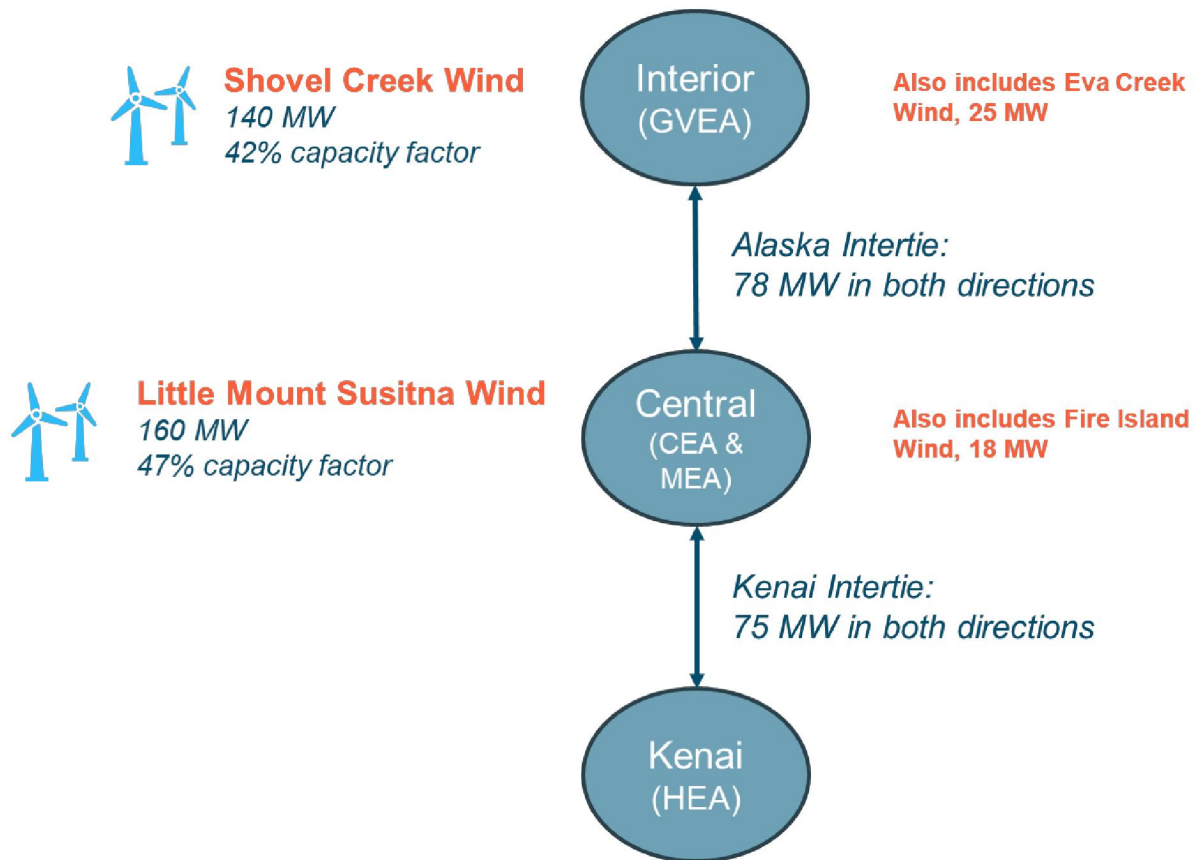 Shovel Creek Wind
140 MW
42% capacity factor
Interior
(GVEA)
Also includes Eva Creek
Wind, 25 MW
Alaska Intertie:
78 MW in both directions
Little Mount Susitna Wind
160 MW
47% capacity factor
Central
(CEA &
MEA)
Also includes Fire Island
Wind, 18 MW
Kenai Intertie:
75 MW in both directions
Kenai
(HEA)